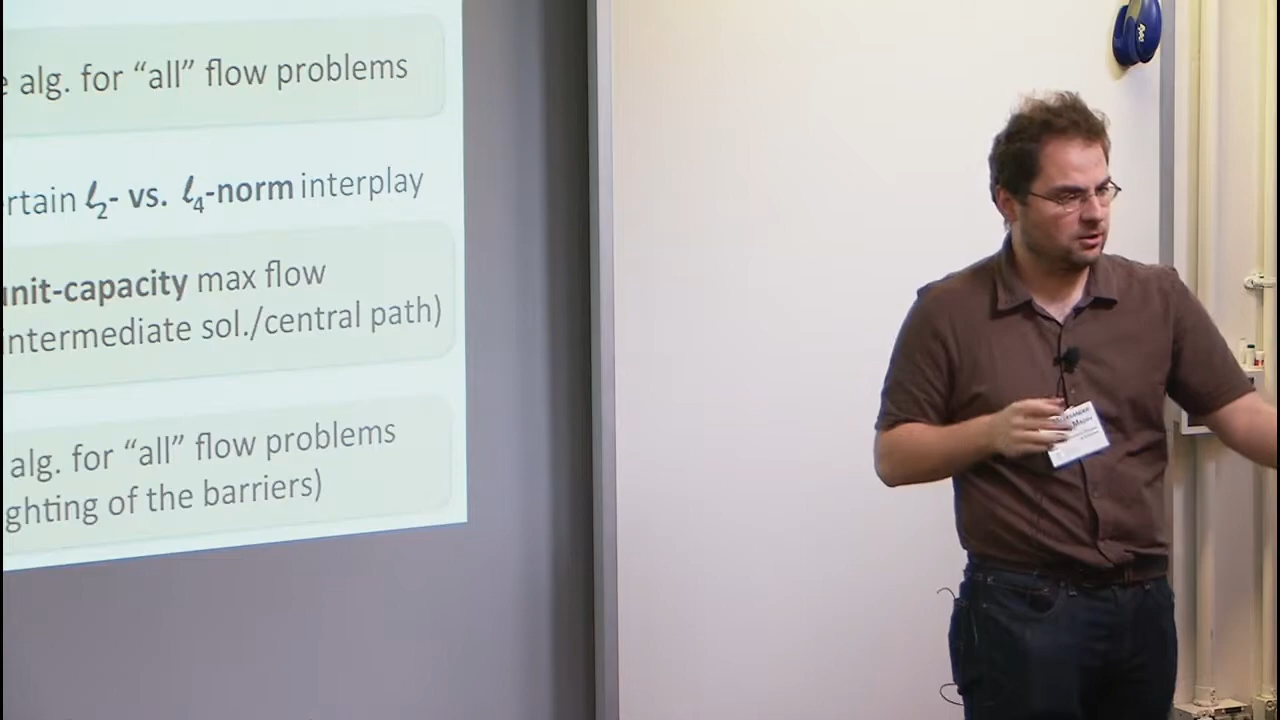 e alg. for “all” flow problems
ertain ℓ₂- vs. ℓ₄-norm interplay
unit-capacity max flow
intermediate sol./central path)
alg. for “all” flow problems
ghting of the barriers)